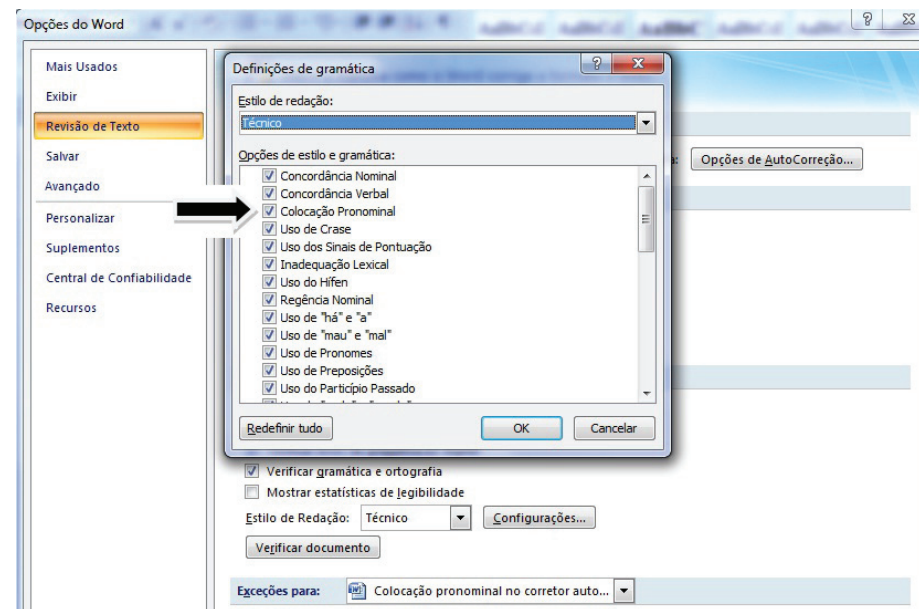 Opções do Word
Mais Usados
Exibir
Revisão de Texto
Salvar
Avançado
Personalizar
Suplementos
Central de Confiabilidade
Recursos
Definições de gramática
Estilo de redação:
Técnico
Opções de estilo e gramática:
Concordância Nominal
Concordância Verbal
Colocação Pronominal
Uso de Crase
Uso dos Sinais de Pontuação
Inadequação Lexical
Uso do Hífen
Regência Nominal
Uso de "há" e "a"
Uso de "mau" e "mal"
Uso de Pronomes
Uso de Preposições
Uso do Particípio Passado
Redefinir tudo
OK
Cancelar
Opções de AutoCorreção...
Verificar gramática e ortografia
Mostrar estatísticas de legibilidade
Estilo de Redação: Técnico Configurações...
Verificar documento
Exceções para: Colocação pronominal no corretor auto...